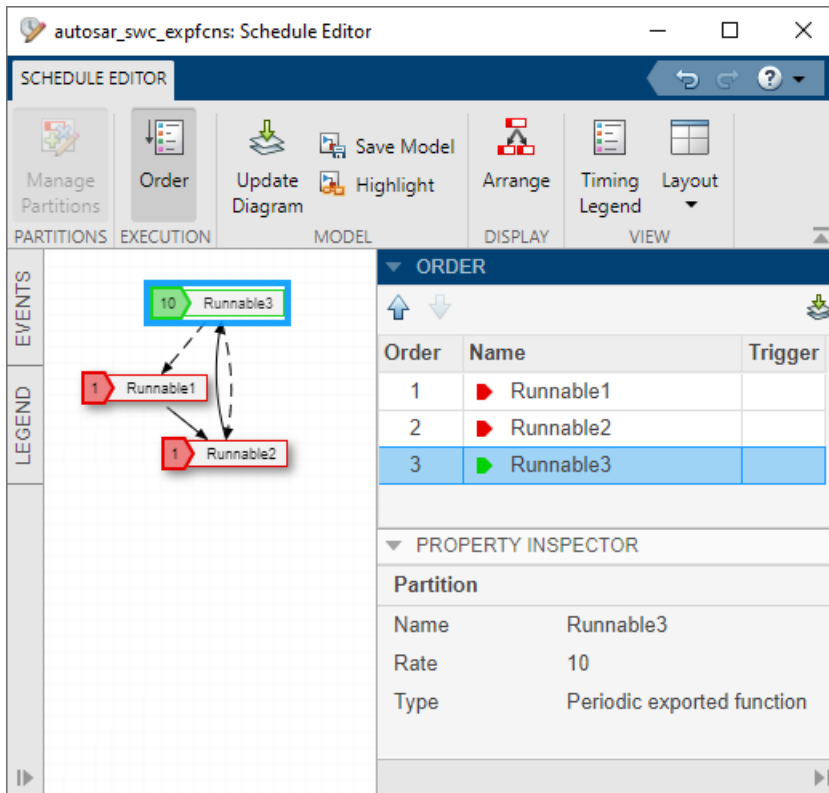 autosar_swc_expfcns: Schedule Editor
SCHEDULE EDITOR
?
Manage Partitions
Order
Update Diagram
Save Model
Highlight
Arrange
Timing Legend
Layout
PARTITIONS EXECUTION MODEL DISPLAY VIEW
EVENTS
LEGEND
10 Runnable3
1 Runnable1
1 Runnable2
ORDER
Order Name Trigger
1 Runnable1
2 Runnable2
3 Runnable3
PROPERTY INSPECTOR
Partition
Name Runnable3
Rate 10
Type Periodic exported function